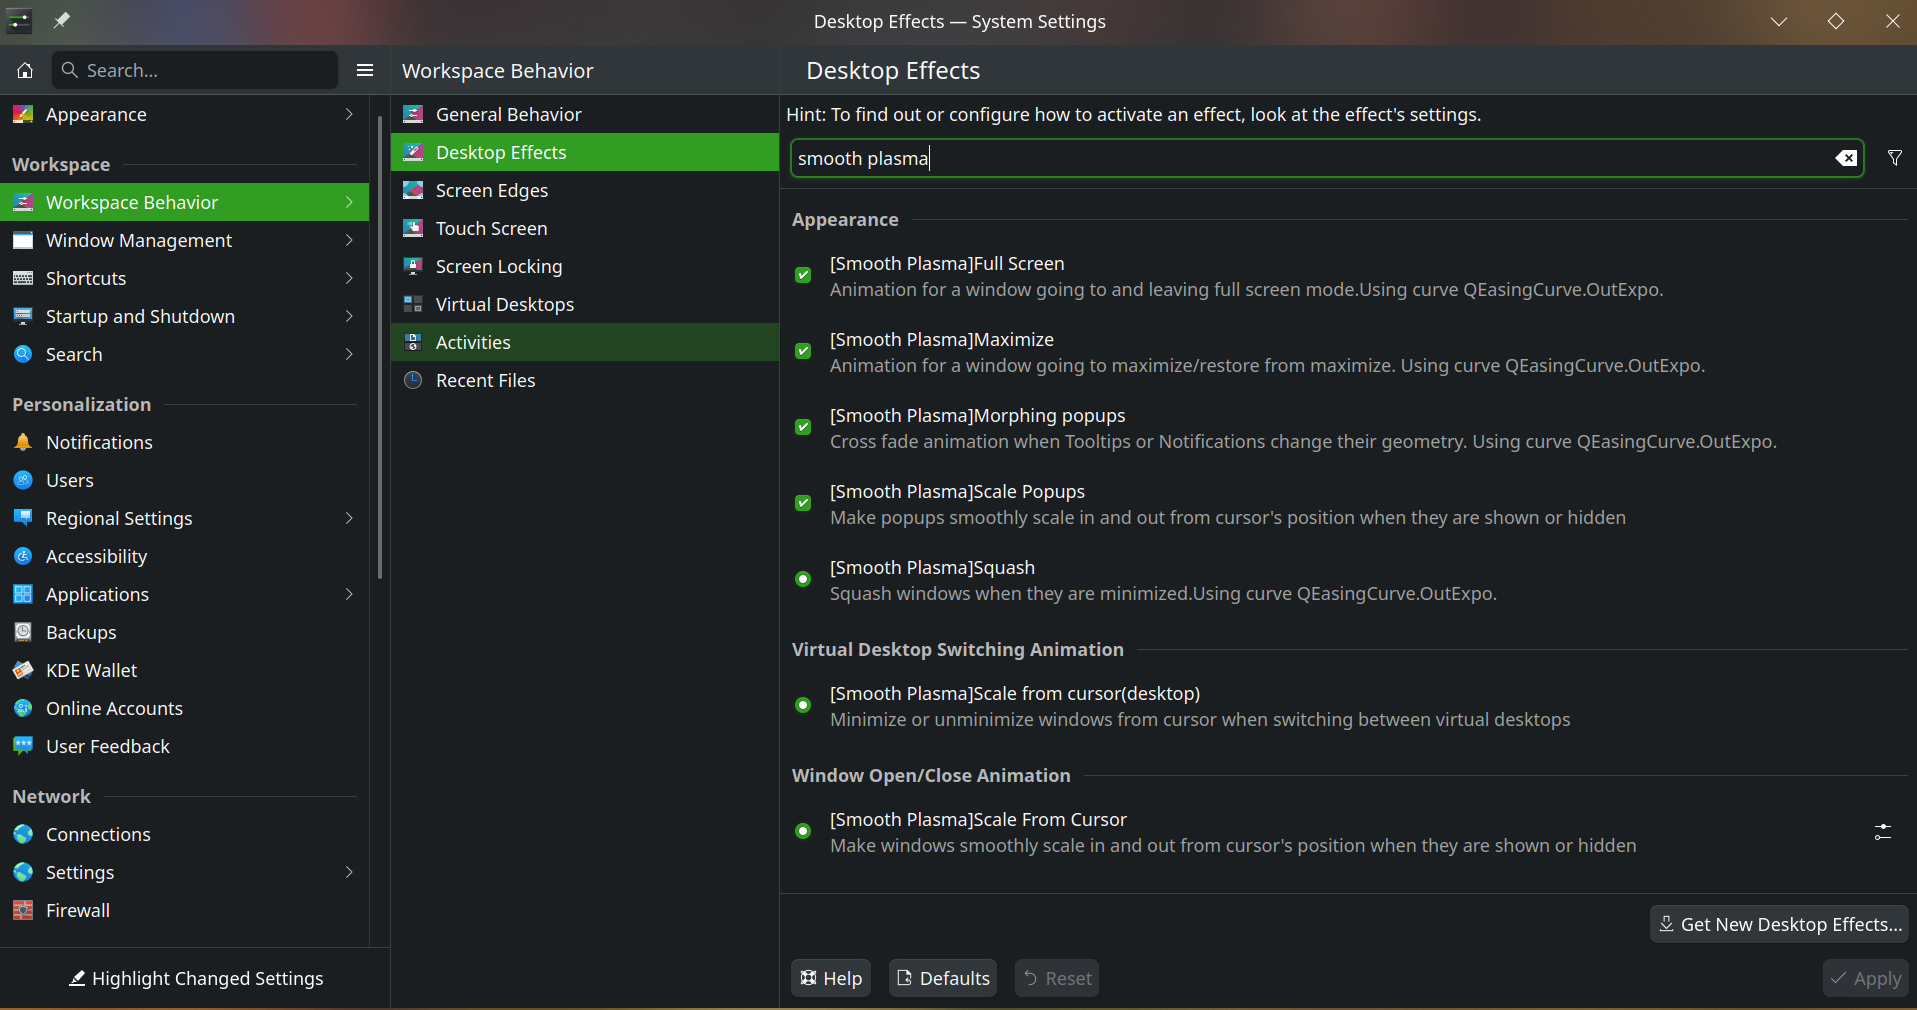 Desktop Effects — System Settings
Search...
Workspace Behavior
Desktop Effects
Appearance
Workspace
Workspace Behavior
Window Management
Shortcuts
Startup and Shutdown
Search
Personalization
Notifications
Users
Regional Settings
Accessibility
Applications
Backups
KDE Wallet
Online Accounts
User Feedback
Network
Connections
Settings
Firewall
Highlight Changed Settings
General Behavior
Desktop Effects
Screen Edges
Touch Screen
Screen Locking
Virtual Desktops
Activities
Recent Files
Hint: To find out or configure how to activate an effect, look at the effect's settings.
smooth plasma
Appearance
[Smooth Plasma]Full Screen
Animation for a window going to and leaving full screen mode.Using curve QEasingCurve.OutExpo.
[Smooth Plasma]Maximize
Animation for a window going to maximize/restore from maximize. Using curve QEasingCurve.OutExpo.
[Smooth Plasma]Morphing popups
Cross fade animation when Tooltips or Notifications change their geometry. Using curve QEasingCurve.OutExpo.
[Smooth Plasma]Scale Popups
Make popups smoothly scale in and out from cursor's position when they are shown or hidden
[Smooth Plasma]Squash
Squash windows when they are minimized.Using curve QEasingCurve.OutExpo.
Virtual Desktop Switching Animation
[Smooth Plasma]Scale from cursor(desktop)
Minimize or unminimize windows from cursor when switching between virtual desktops
Window Open/Close Animation
[Smooth Plasma]Scale From Cursor
Make windows smoothly scale in and out from cursor's position when they are shown or hidden
Get New Desktop Effects...
Help
Defaults
Reset
Apply